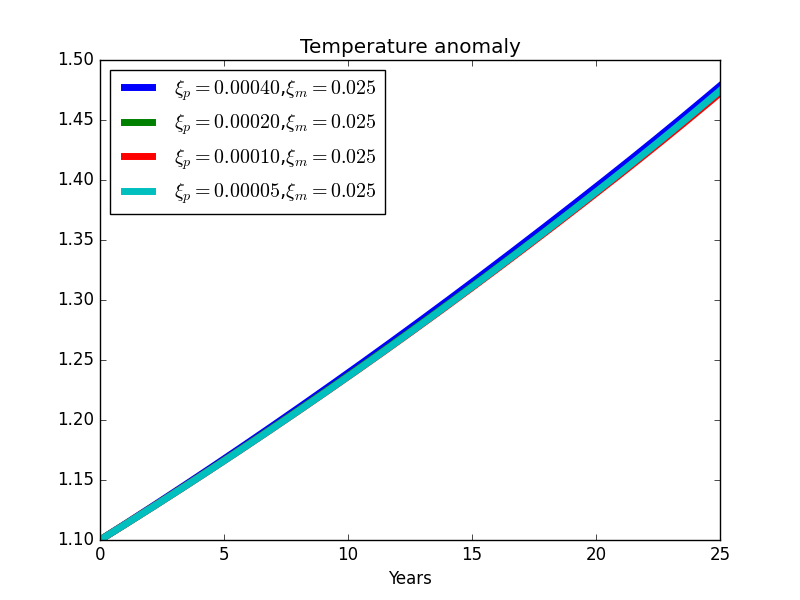 Temperature anomaly
1.50
1.45
1.40
1.35
1.30
1.25
1.20
1.15
1.10
ξₚ = 0.00040,ξₘ = 0.025
ξₚ = 0.00020,ξₘ = 0.025
ξₚ = 0.00010,ξₘ = 0.025
ξₚ = 0.00005,ξₘ = 0.025
0 5 10 15 20 25
Years